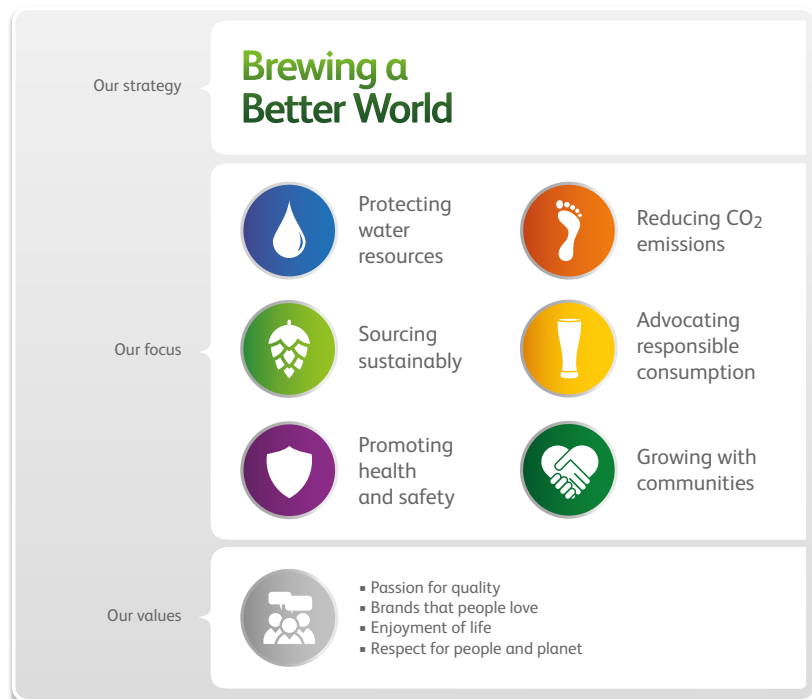 Our strategy
Brewing a
Better World
Our focus
Protecting
water
resources
Reducing CO₂
emissions
Sourcing
sustainably
Advocating
responsible
consumption
Promoting
health
and safety
Growing with
communities
Our values
▪ Passion for quality
▪ Brands that people love
▪ Enjoyment of life
▪ Respect for people and planet